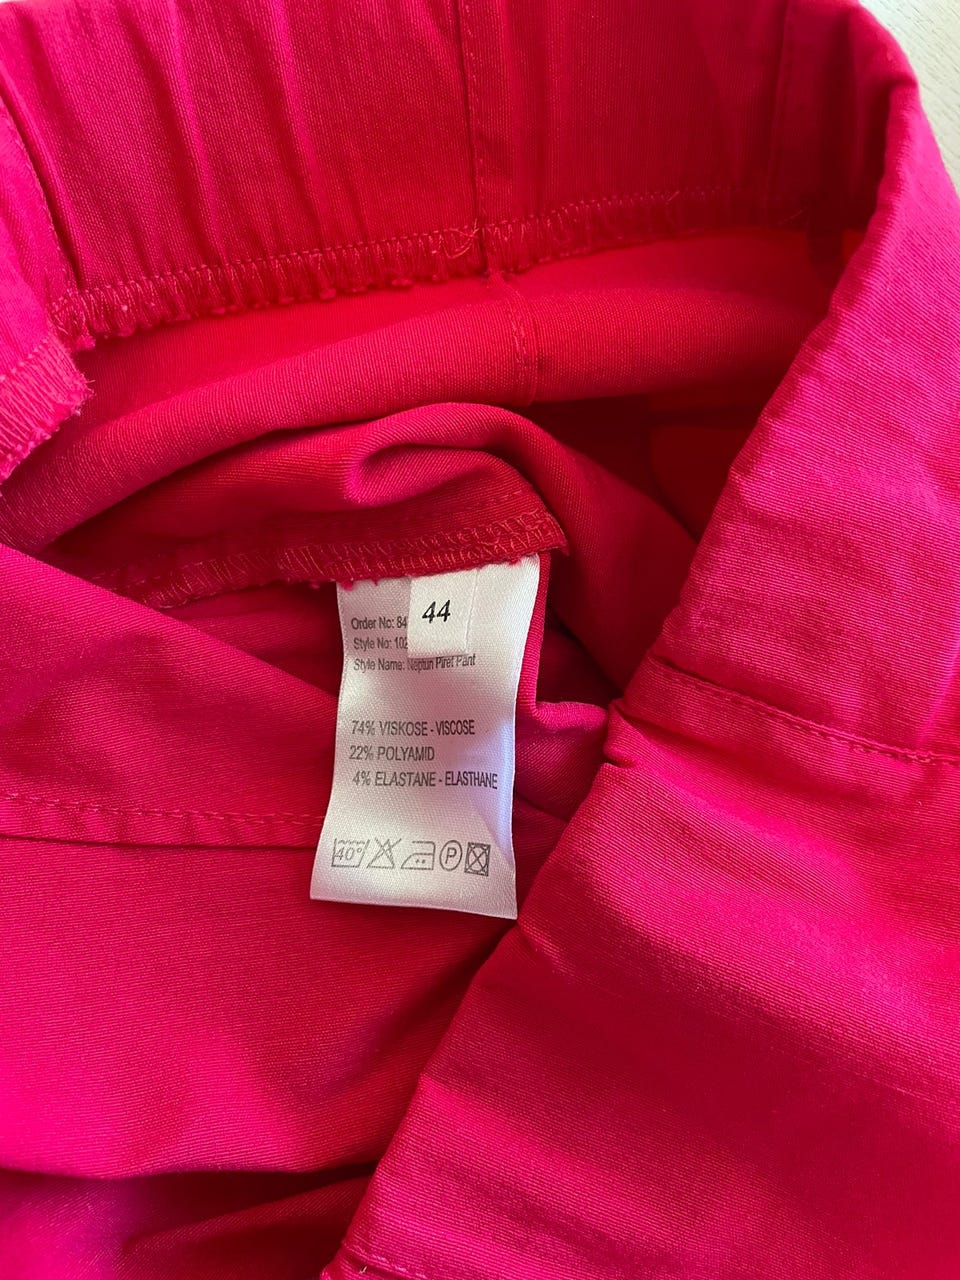 44
Order No: 84
Style No: 102
Style Name: Neptun Piret Pant
74% VISKOSE - VISCOSE
22% POLYAMID
4% ELASTANE - ELASTHANE
40°
P